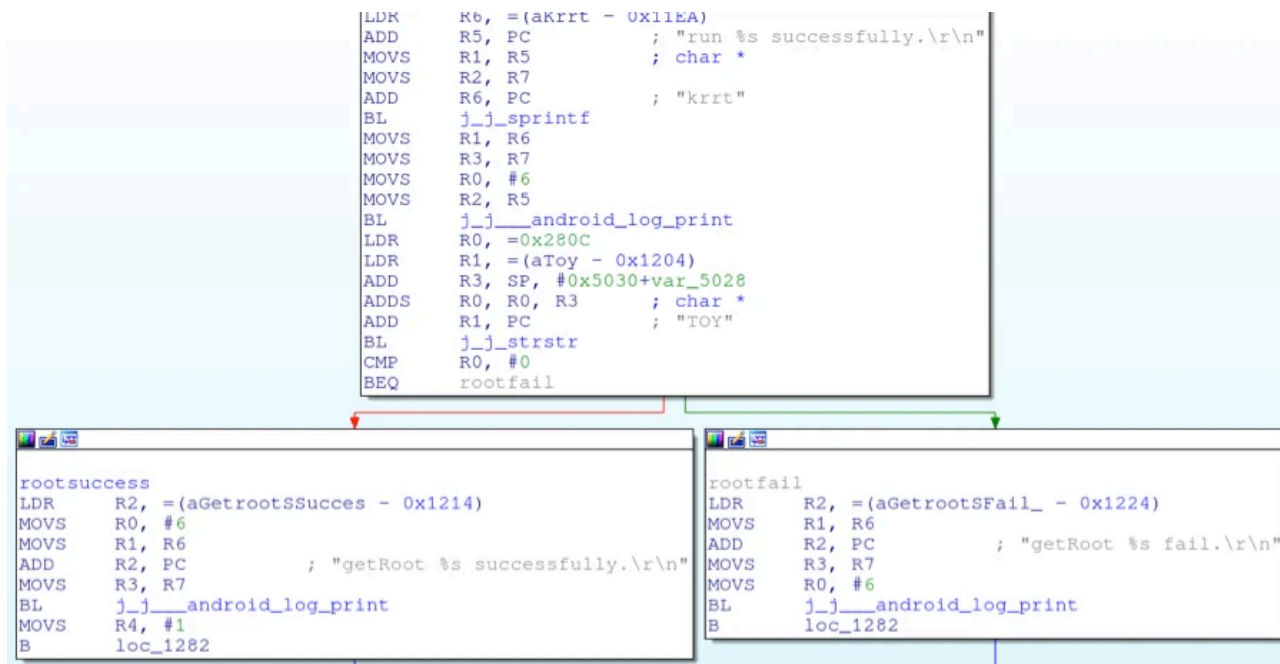 LDR R6, =(aKrrt - 0x11EA)
ADD R5, PC ; "run %s successfully.\r\n"
MOVS R1, R5 ; char *
MOVS R2, R7
ADD R6, PC ; "krrt"
BL j_j_sprintf
MOVS R1, R6
MOVS R3, R7
MOVS R0, #6
MOVS R2, R5
BL j_j___android_log_print
LDR R0, =0x280C
LDR R1, =(aToy - 0x1204)
ADD R3, SP, #0x5030+var_5028
ADDS R0, R0, R3 ; char *
ADD R1, PC ; "TOY"
BL j_j_strstr
CMP R0, #0
BEQ rootfail
rootsuccess
LDR R2, =(aGetrootSSucces - 0x1214)
MOVS R0, #6
MOVS R1, R6
ADD R2, PC ; "getRoot %s successfully.\r\n"
MOVS R3, R7
BL j_j___android_log_print
MOVS R4, #1
B loc_1282
rootfail
LDR R2, =(aGetrootSFail_ - 0x1224)
MOVS R1, R6
ADD R2, PC ; "getRoot %s fail.\r\n"
MOVS R3, R7
MOVS R0, #6
BL j_j___android_log_print
B loc_1282